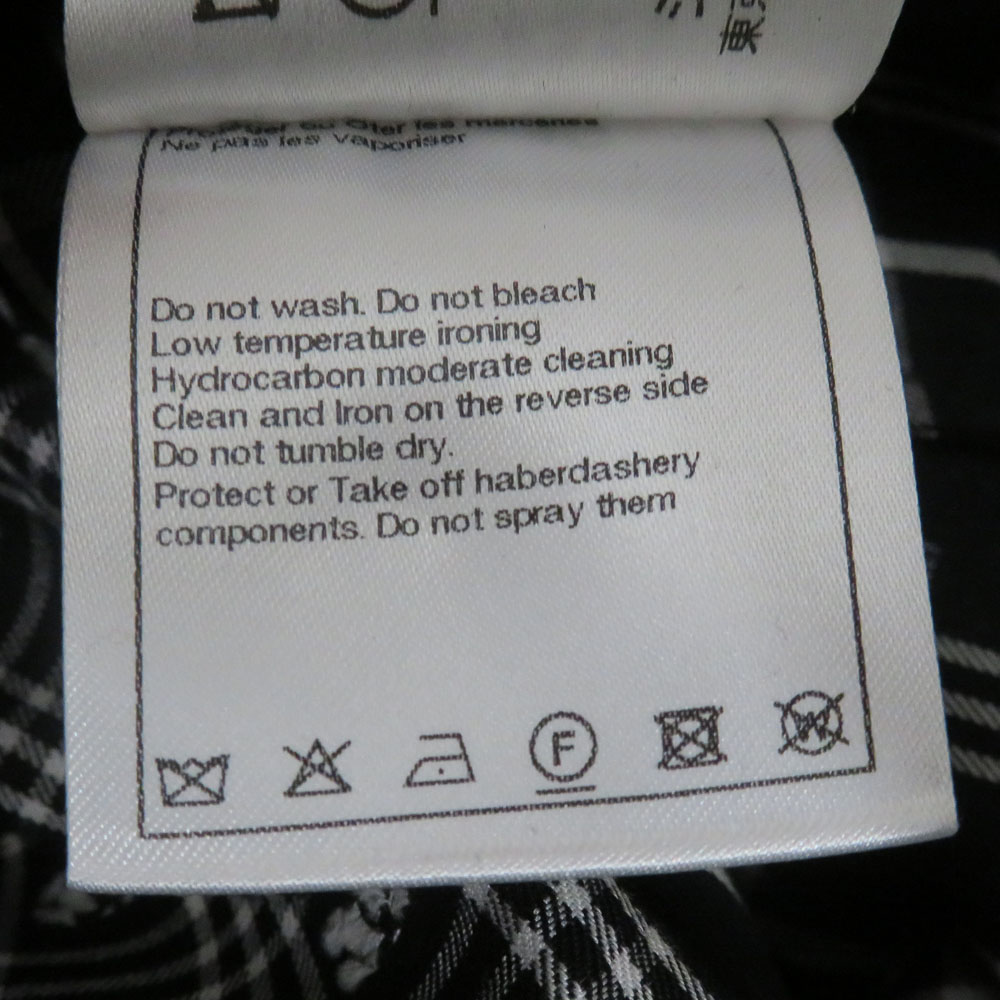 Ne pas les vaporiser
Do not wash. Do not bleach
Low temperature ironing
Hydrocarbon moderate cleaning
Clean and Iron on the reverse side
Do not tumble dry.
Protect or Take off haberdashery
components. Do not spray them
F
W